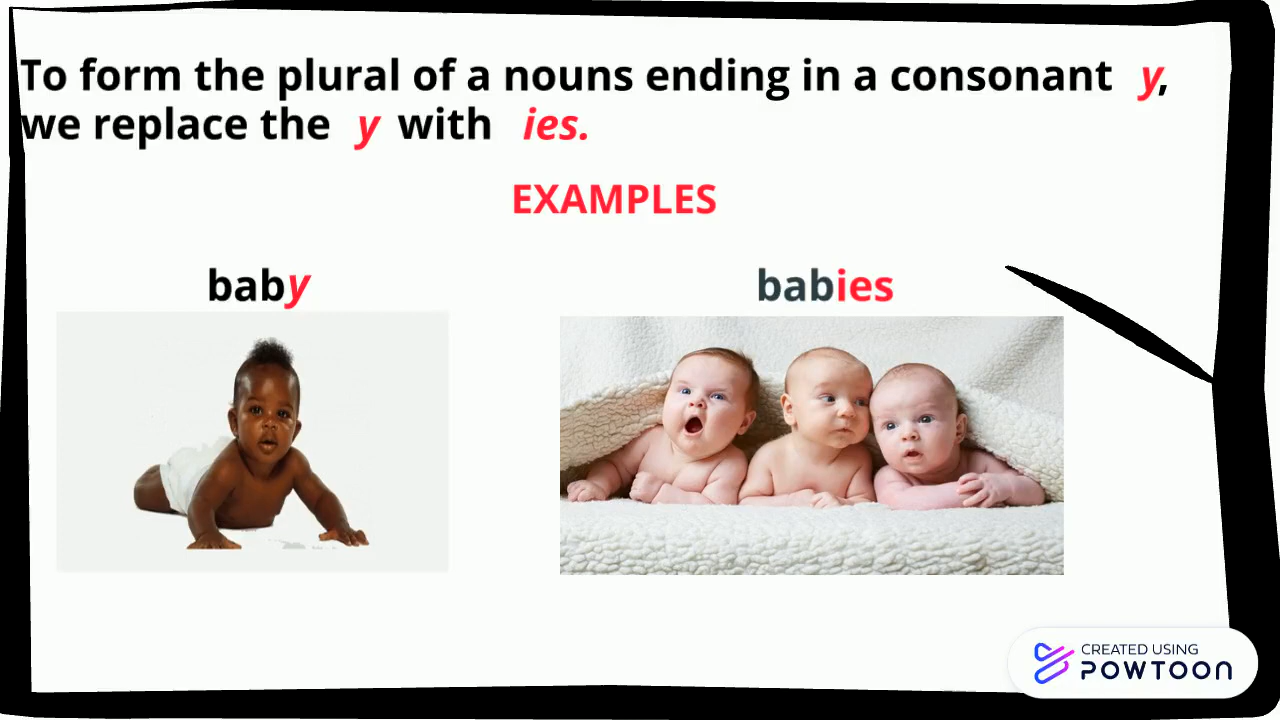 To form the plural of a nouns ending in a consonant y,
we replace the y with ies.
EXAMPLES
baby
babies
CREATED USING
POWTOON